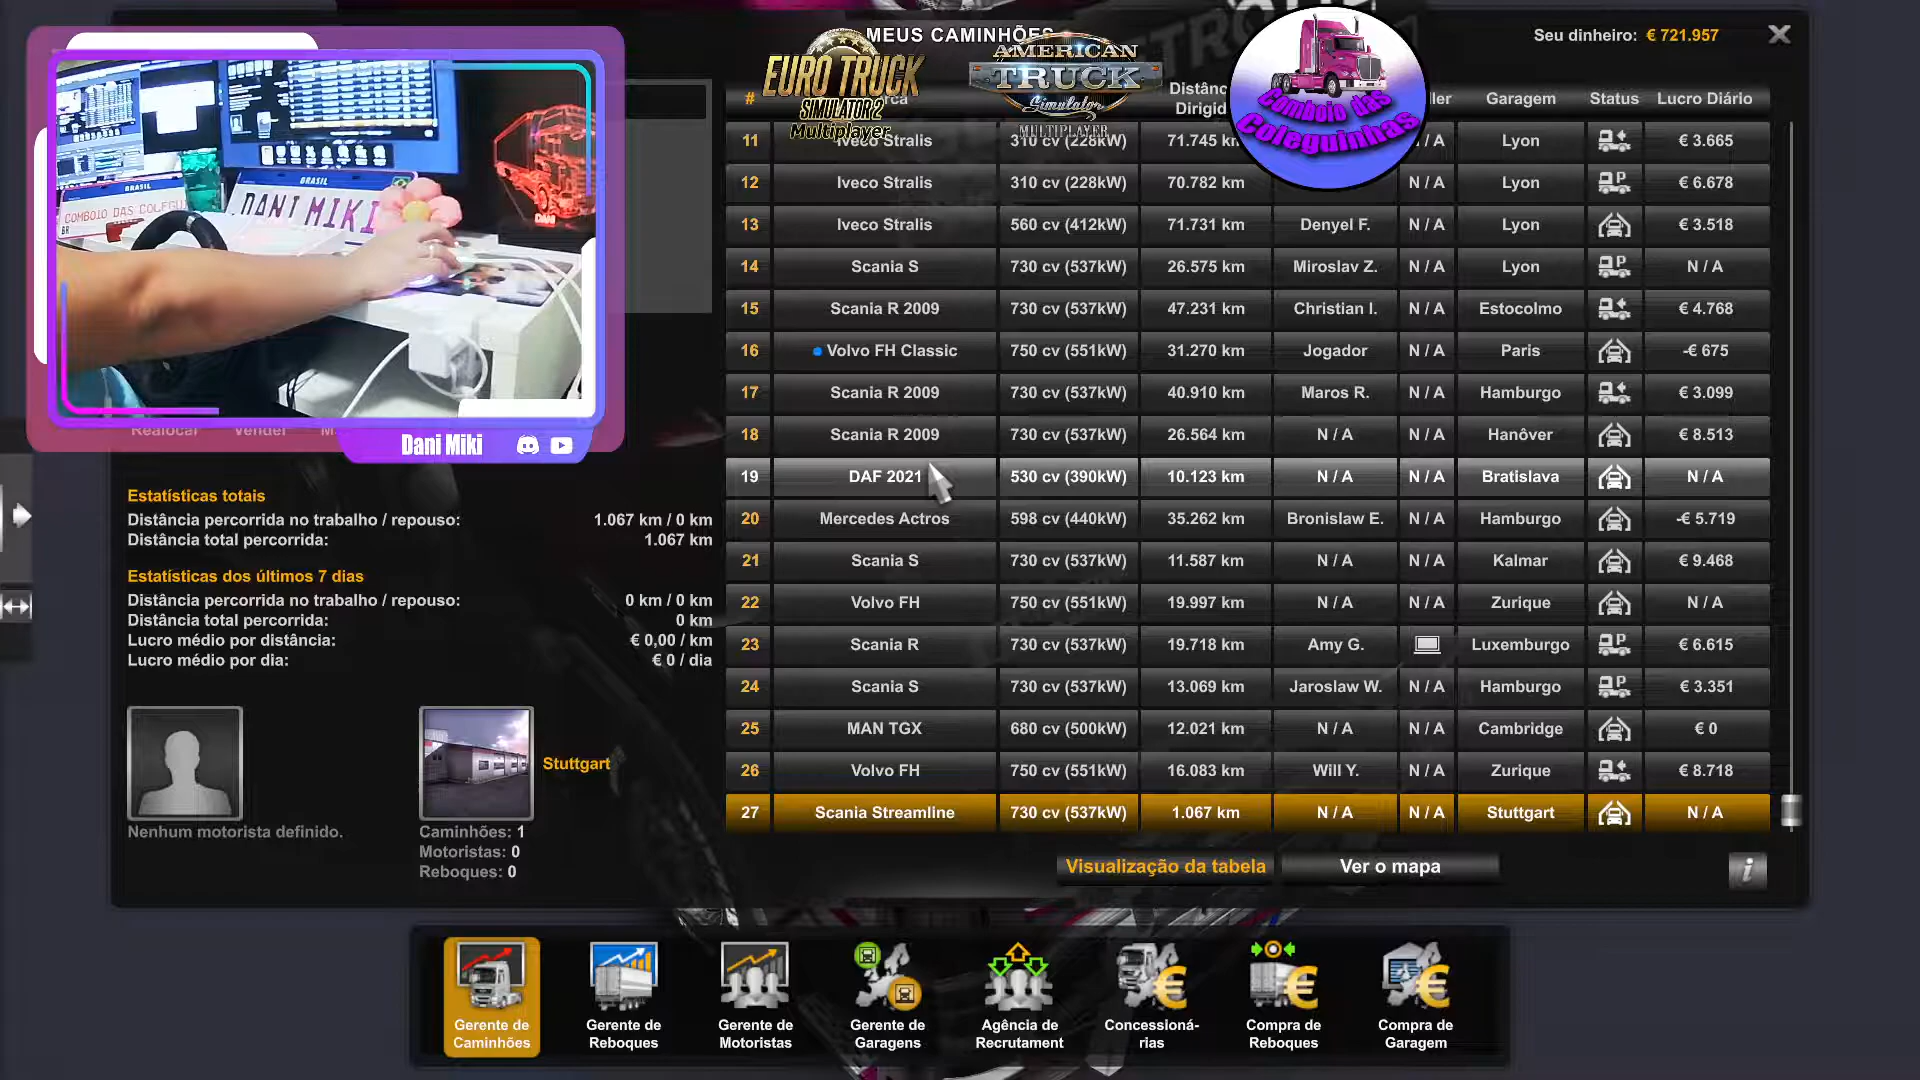 MEUS CAMINHÕES
EURO TRUCK
SIMULATOR 2
Multiplayer
AMERICAN
TRUCK
Simulator
MULTIPLAYER
Comboio das
Coleguinhas
Seu dinheiro: € 721.957
# Distânc Dirigid Garagem Status Lucro Diário
11 Iveco Stralis 310 cv (228kW) 71.745 km / A Lyon € 3.665
12 Iveco Stralis 310 cv (228kW) 70.782 km N / A Lyon € 6.678
13 Iveco Stralis 560 cv (412kW) 71.731 km Denyel F. N / A Lyon € 3.518
14 Scania S 730 cv (537kW) 26.575 km Miroslav Z. N / A Lyon N / A
15 Scania R 2009 730 cv (537kW) 47.231 km Christian I. N / A Estocolmo € 4.768
16 Volvo FH Classic 750 cv (551kW) 31.270 km Jogador N / A Paris -€ 675
17 Scania R 2009 730 cv (537kW) 40.910 km Maros R. N / A Hamburgo € 3.099
18 Scania R 2009 730 cv (537kW) 26.564 km N / A N / A Hanôver € 8.513
19 DAF 2021 530 cv (390kW) 10.123 km N / A N / A Bratislava N / A
20 Mercedes Actros 598 cv (440kW) 35.262 km Bronislaw E. N / A Hamburgo -€ 5.719
21 Scania S 730 cv (537kW) 11.587 km N / A N / A Kalmar € 9.468
22 Volvo FH 750 cv (551kW) 19.997 km N / A N / A Zurique N / A
23 Scania R 730 cv (537kW) 19.718 km Amy G. Luxemburgo € 6.615
24 Scania S 730 cv (537kW) 13.069 km Jaroslaw W. N / A Hamburgo € 3.351
25 MAN TGX 680 cv (500kW) 12.021 km N / A N / A Cambridge € 0
26 Volvo FH 750 cv (551kW) 16.083 km Will Y. N / A Zurique € 8.718
27 Scania Streamline 730 cv (537kW) 1.067 km N / A N / A Stuttgart N / A
Visualização da tabela Ver o mapa
BRASIL
COMBOIO DAS COLEGUI
BR
BRASIL
DANI MIKI
DANI
Realocar Vender
Dani Miki
Estatísticas totais
Distância percorrida no trabalho / repouso: 1.067 km / 0 km
Distância total percorrida: 1.067 km
Estatísticas dos últimos 7 dias
Distância percorrida no trabalho / repouso: 0 km / 0 km
Distância total percorrida: 0 km
Lucro médio por distância: € 0,00 / km
Lucro médio por dia: € 0 / dia
Stuttgart
Nenhum motorista definido.
Caminhões: 1
Motoristas: 0
Reboques: 0
Gerente de
Caminhões
Gerente de
Reboques
Gerente de
Motoristas
Gerente de
Garagens
Agência de
Recrutament
Concessioná-
rias
Compra de
Reboques
Compra de
Garagem